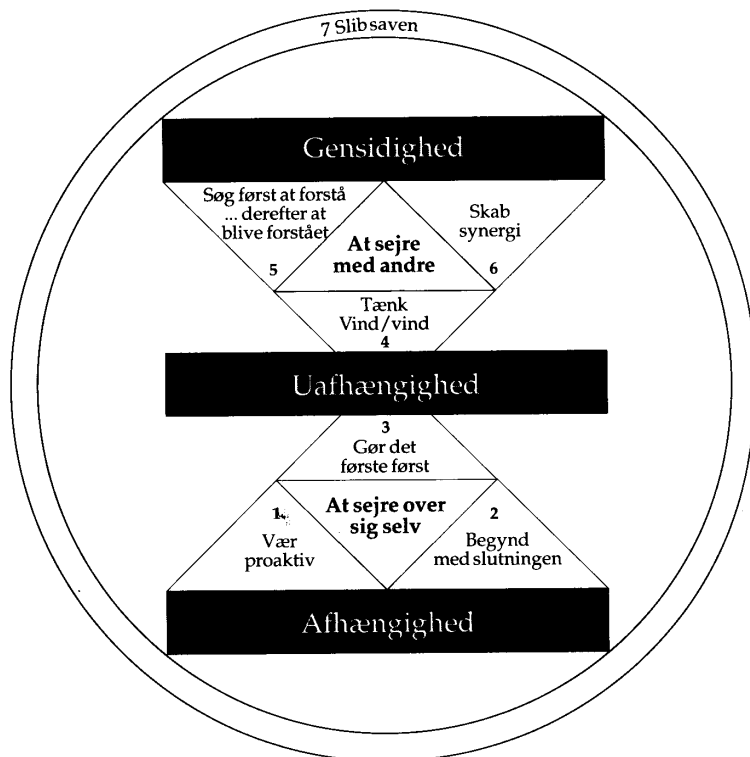 7 Slib saven
Gensidighed
Søg først at forstå
... derefter at
blive forstået
5
At sejre
med andre
Skab
synergi
6
Tænk
Vind/vind
4
Uafhængighed
3
Gør det
første først
1.
Vær
proaktiv
At sejre over
sig selv
2
Begynd
med slutningen
Afhængighed